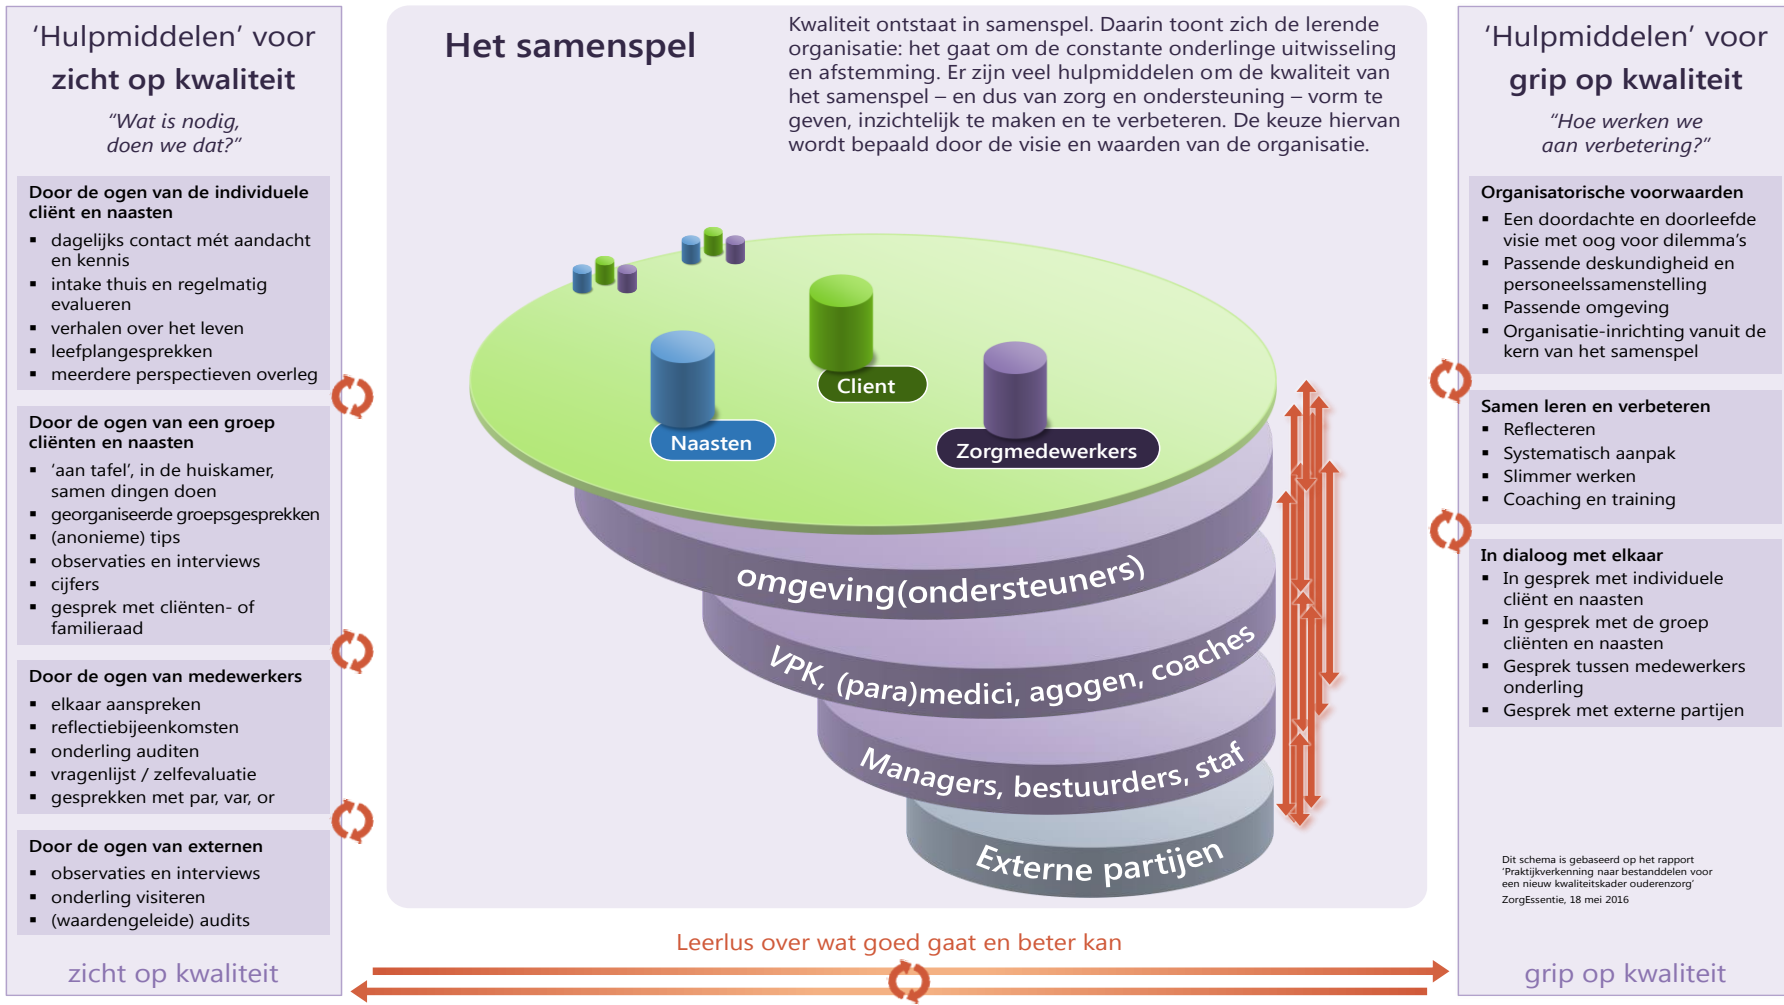 ‘Hulpmiddelen’ voor
zicht op kwaliteit
“Wat is nodig,
doen we dat?”
Door de ogen van de individuele
cliënt en naasten
▪ dagelijks contact mét aandacht
en kennis
▪ intake thuis en regelmatig
evalueren
▪ verhalen over het leven
▪ leefplangesprekken
▪ meerdere perspectieven overleg
Door de ogen van een groep
cliënten en naasten
▪ ‘aan tafel’, in de huiskamer,
samen dingen doen
▪ georganiseerde groepsgesprekken
▪ (anonieme) tips
▪ observaties en interviews
▪ cijfers
▪ gesprek met cliënten- of
familieraad
Door de ogen van medewerkers
▪ elkaar aanspreken
▪ reflectiebijeenkomsten
▪ onderling auditen
▪ vragenlijst / zelfevaluatie
▪ gesprekken met par, var, or
Door de ogen van externen
▪ observaties en interviews
▪ onderling visiteren
▪ (waardengeleide) audits
zicht op kwaliteit
Het samenspel
Kwaliteit ontstaat in samenspel. Daarin toont zich de lerende
organisatie: het gaat om de constante onderlinge uitwisseling
en afstemming. Er zijn veel hulpmiddelen om de kwaliteit van
het samenspel – en dus van zorg en ondersteuning – vorm te
geven, inzichtelijk te maken en te verbeteren. De keuze hiervan
wordt bepaald door de visie en waarden van de organisatie.
Client
Naasten
Zorgmedewerkers
omgeving(ondersteuners)
VPK, (para)medici, agogen, coaches
Managers, bestuurders, staf
Externe partijen
Leerlus over wat goed gaat en beter kan
‘Hulpmiddelen’ voor
grip op kwaliteit
“Hoe werken we
aan verbetering?”
Organisatorische voorwaarden
▪ Een doordachte en doorleefde
visie met oog voor dilemma’s
▪ Passende deskundigheid en
personeelssamenstelling
▪ Passende omgeving
▪ Organisatie-inrichting vanuit de
kern van het samenspel
Samen leren en verbeteren
▪ Reflecteren
▪ Systematisch aanpak
▪ Slimmer werken
▪ Coaching en training
In dialoog met elkaar
▪ In gesprek met individuele
cliënt en naasten
▪ In gesprek met de groep
cliënten en naasten
▪ Gesprek tussen medewerkers
onderling
▪ Gesprek met externe partijen
Dit schema is gebaseerd op het rapport
‘Praktijkverkenning naar bestanddelen voor
een nieuw kwaliteitskader ouderenzorg’
ZorgEssentie, 18 mei 2016
grip op kwaliteit